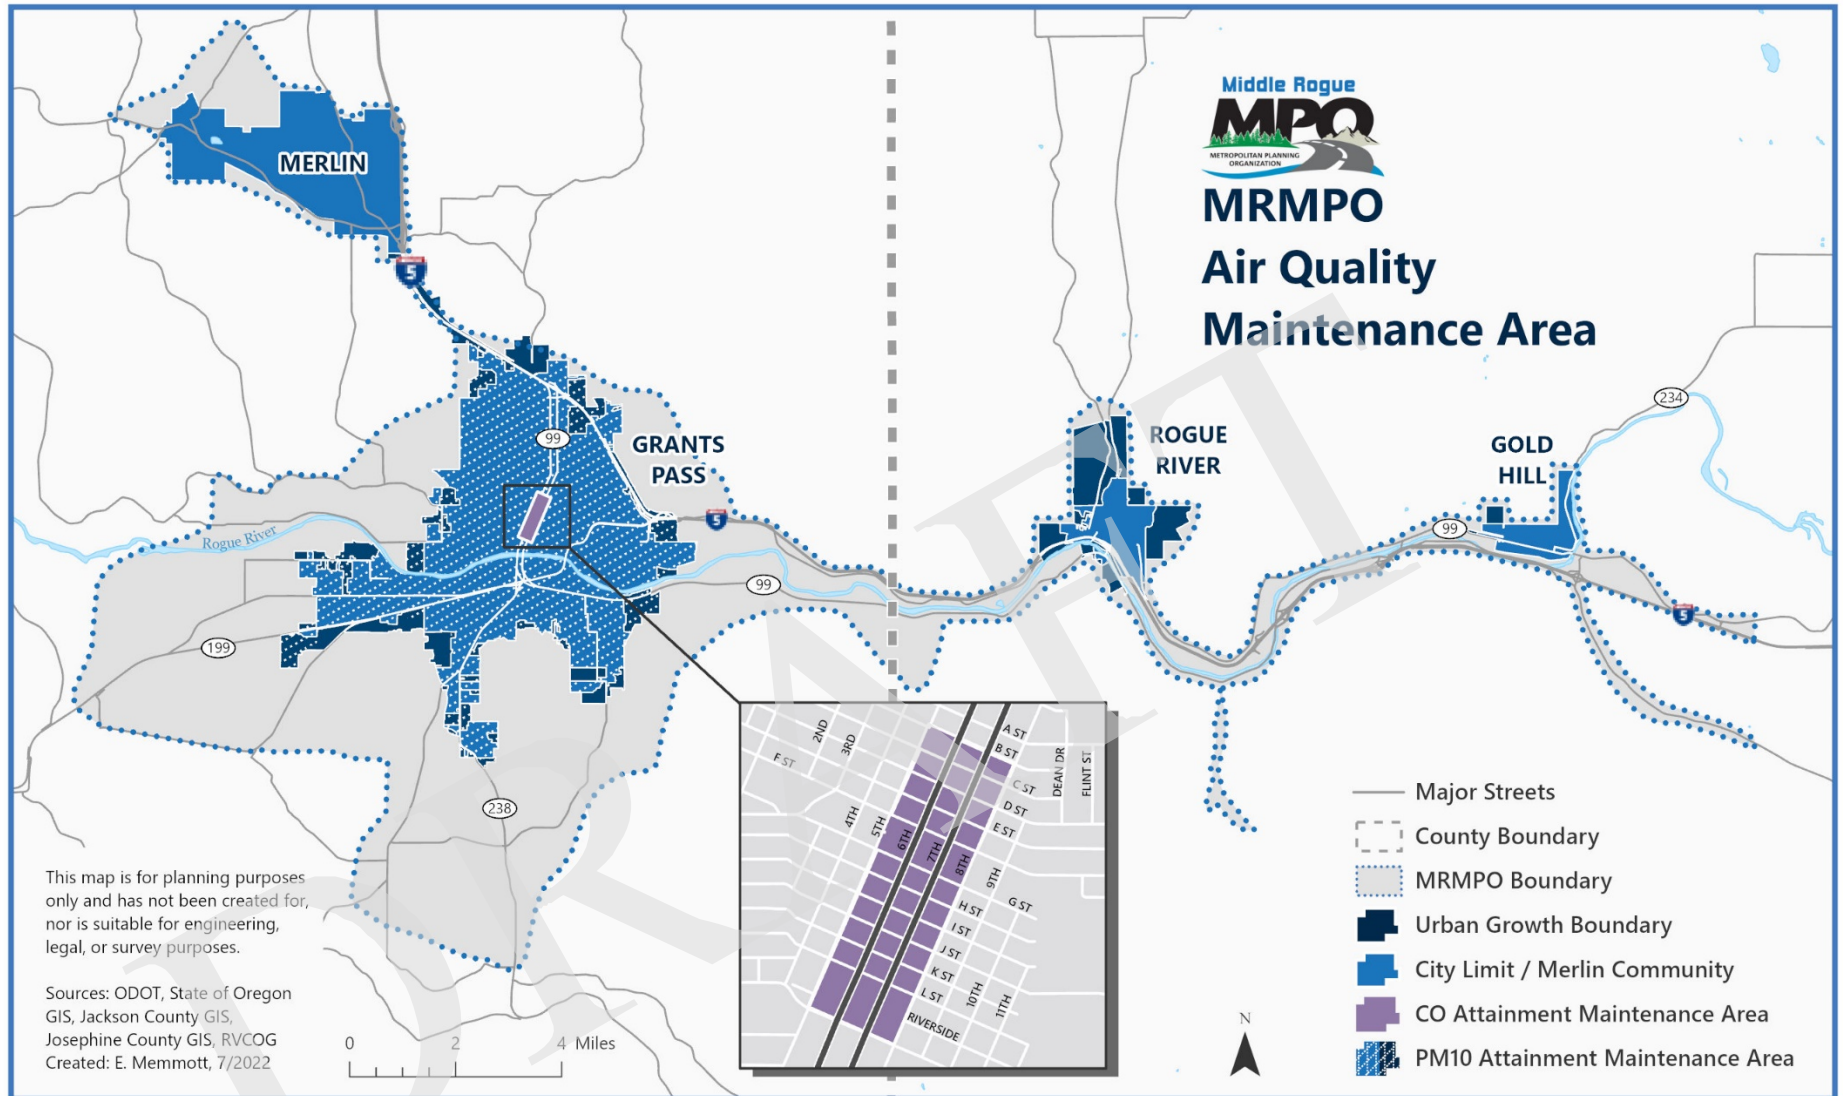 Middle Rogue
MPO
METROPOLITAN PLANNING
ORGANIZATION
MRMPO
Air Quality
Maintenance Area
MERLIN
5
99
GRANTS
PASS
5
Rogue River
99
199
238
ROGUE
RIVER
GOLD
HILL
234
99
5
2ND
3RD
F ST
4TH
5TH
6TH
7TH
8TH
9TH
10TH
11TH
A ST
B ST
C ST
D ST
E ST
DEAN DR
FLINT ST
G ST
H ST
I ST
J ST
K ST
L ST
RIVERSIDE
Major Streets
County Boundary
MRMPO Boundary
Urban Growth Boundary
City Limit / Merlin Community
CO Attainment Maintenance Area
PM10 Attainment Maintenance Area
This map is for planning purposes
only and has not been created for,
nor is suitable for engineering,
legal, or survey purposes.
Sources: ODOT, State of Oregon
GIS, Jackson County GIS,
Josephine County GIS, RVCOG
Created: E. Memmott, 7/2022
0 2 4 Miles
N
DRAFT